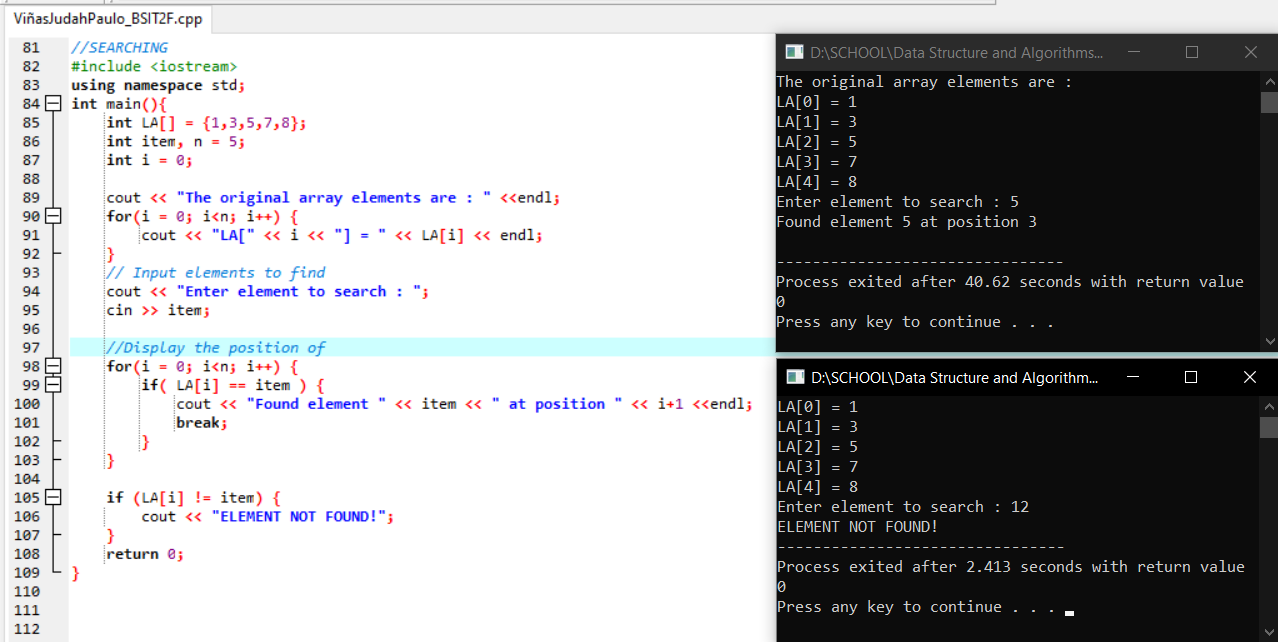 ViñasJudahPaulo_BSIT2F.cpp
81 //SEARCHING
82 #include <iostream>
83 using namespace std;
84 int main(){
85 int LA[] = {1,3,5,7,8};
86 int item, n = 5;
87 int i = 0;
88
89 cout << "The original array elements are : " <<endl;
90 for(i = 0; i<n; i++) {
91 cout << "LA[" << i << "] = " << LA[i] << endl;
92 }
93 // Input elements to find
94 cout << "Enter element to search : ";
95 cin >> item;
96
97 //Display the position of
98 for(i = 0; i<n; i++) {
99 if( LA[i] == item ) {
100 cout << "Found element " << item << " at position " << i+1 <<endl;
101 break;
102 }
103 }
104
105 if (LA[i] != item) {
106 cout << "ELEMENT NOT FOUND!";
107 }
108 return 0;
109 }
110
111
112
D:\SCHOOL\Data Structure and Algorithms...
The original array elements are :
LA[0] = 1
LA[1] = 3
LA[2] = 5
LA[3] = 7
LA[4] = 8
Enter element to search : 5
Found element 5 at position 3
--------------------------------
Process exited after 40.62 seconds with return value
0
Press any key to continue . . .
D:\SCHOOL\Data Structure and Algorithm...
LA[0] = 1
LA[1] = 3
LA[2] = 5
LA[3] = 7
LA[4] = 8
Enter element to search : 12
ELEMENT NOT FOUND!
--------------------------------
Process exited after 2.413 seconds with return value
0
Press any key to continue . . .